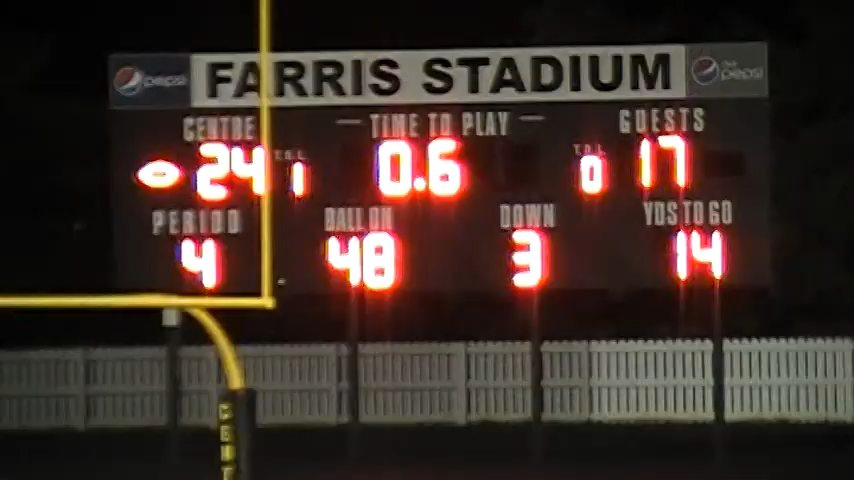 pepsi FARRIS STADIUM pepsi
CENTRE TIME TO PLAY GUESTS
24 T.O.L. 1 0.6 T.O.L. 0 17
PERIOD BALL ON DOWN YDS TO GO
4 48 3 14
CENT